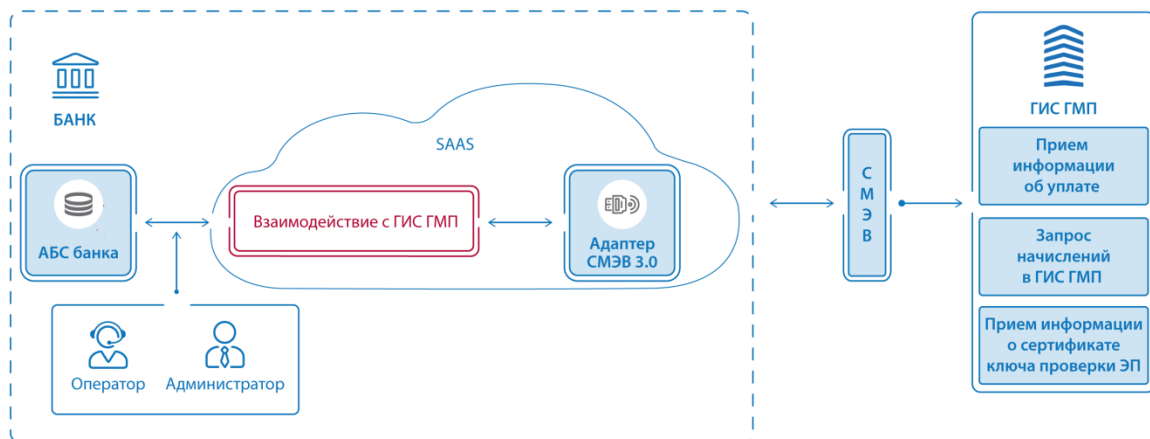 БАНК
SAAS
АБС банка
Взаимодействие с ГИС ГМП
Адаптер
СМЭВ 3.0
Оператор
Администратор
С
М
Э
В
ГИС ГМП
Прием
информации
об уплате
Запрос
начислений
в ГИС ГМП
Прием информации
о сертификате
ключа проверки ЭП